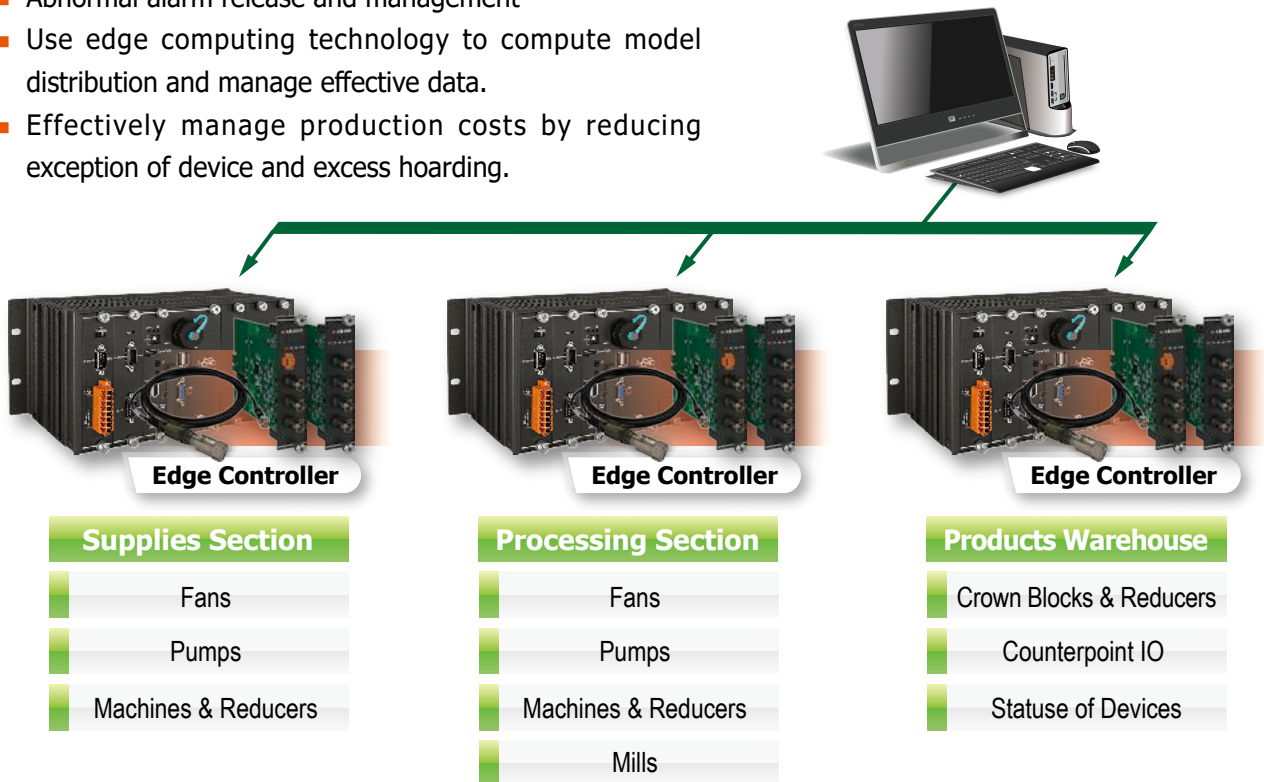 Abnormal alarm release and management
Use edge computing technology to compute model
distribution and manage effective data.
Effectively manage production costs by reducing
exception of device and excess hoarding.
Edge Controller
Edge Controller
Edge Controller
Supplies Section
Fans
Pumps
Machines & Reducers
Processing Section
Fans
Pumps
Machines & Reducers
Mills
Products Warehouse
Crown Blocks & Reducers
Counterpoint IO
Statuse of Devices